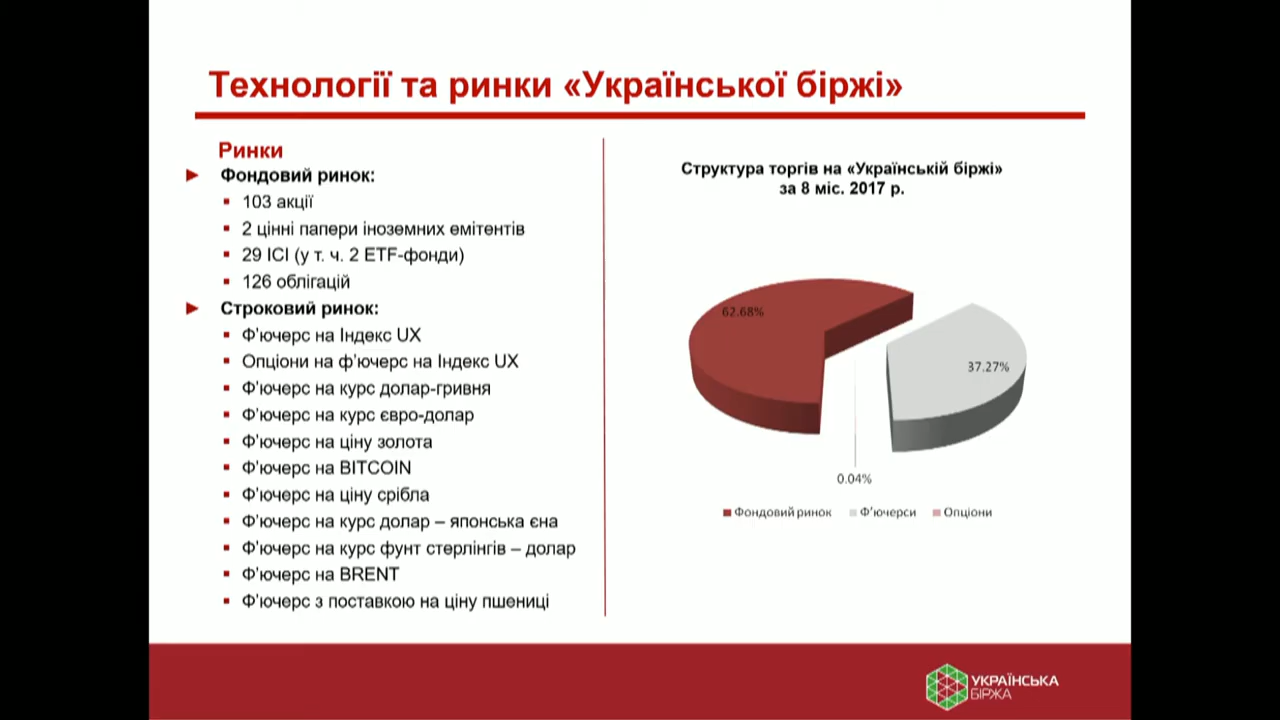 Технології та ринки «Української біржі»
Ринки
Фондовий ринок:
103 акції
2 цінні папери іноземних емітентів
29 ІСІ (у т. ч. 2 ETF-фонди)
126 облігацій
Строковий ринок:
Ф'ючерс на Індекс UX
Опціони на ф'ючерс на Індекс UX
Ф'ючерс на курс долар-гривня
Ф'ючерс на курс євро-долар
Ф'ючерс на ціну золота
Ф'ючерс на BITCOIN
Ф'ючерс на ціну срібла
Ф'ючерс на курс долар – японська єна
Ф'ючерс на курс фунт стерлінгів – долар
Ф'ючерс на BRENT
Ф'ючерс з поставкою на ціну пшениці
Структура торгів на «Українській біржі»
за 8 міс. 2017 р.
62.68%
37.27%
0.04%
Фондовий ринок Ф'ючерси Опціони
УКРАЇНСЬКА
БІРЖА